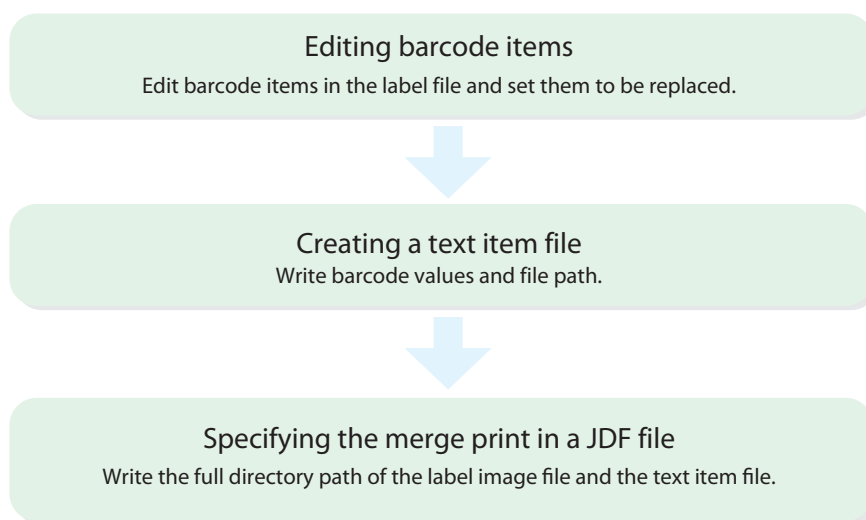 Editing barcode items
Edit barcode items in the label file and set them to be replaced.
Creating a text item file
Write barcode values and file path.
Specifying the merge print in a JDF file
Write the full directory path of the label image file and the text item file.